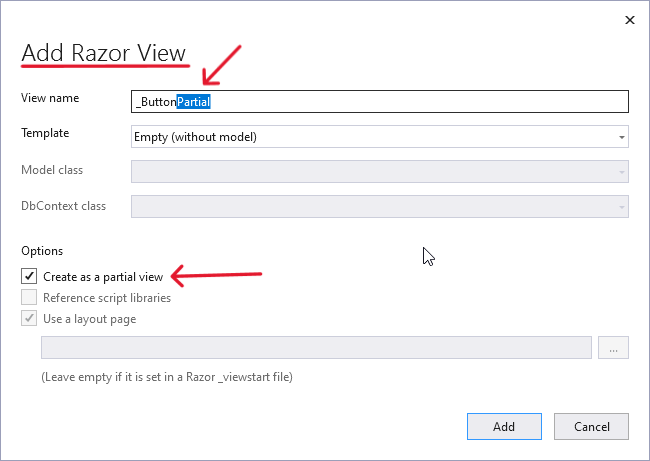 Add Razor View
View name
_ButtonPartial
Template
Empty (without model)
Model class
DbContext class
Options
Create as a partial view
Reference script libraries
Use a layout page
...
(Leave empty if it is set in a Razor _viewstart file)
Add
Cancel